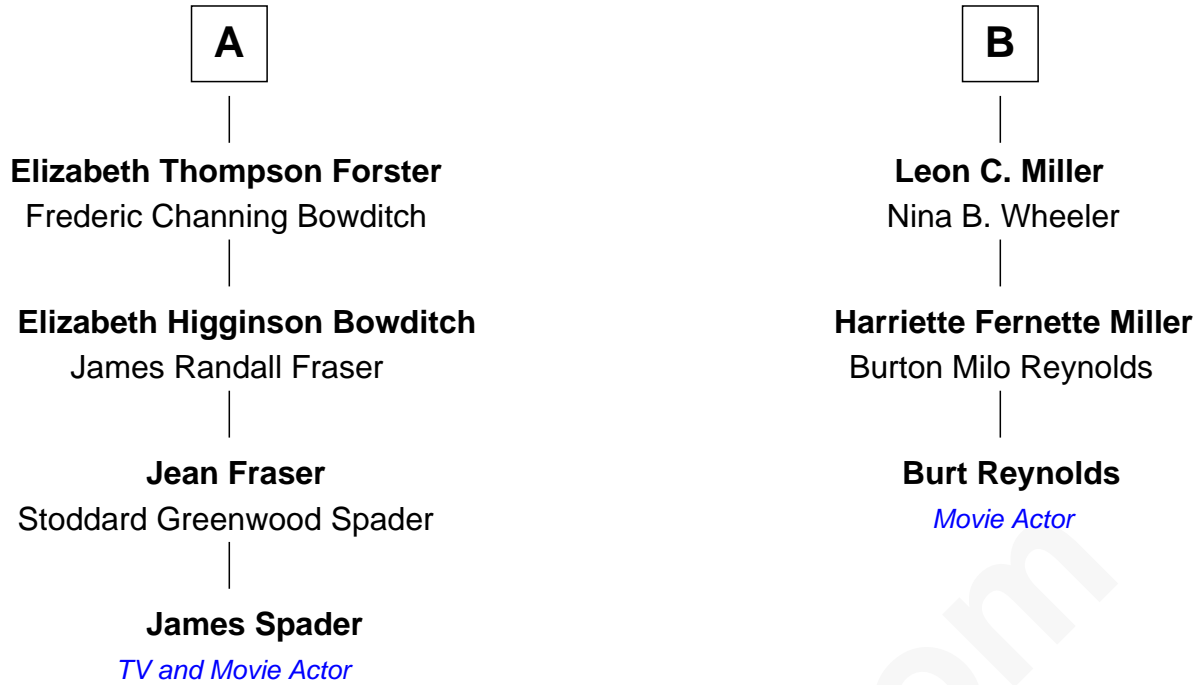 A
Elizabeth Thompson Forster
Frederic Channing Bowditch
Elizabeth Higginson Bowditch
James Randall Fraser
Jean Fraser
Stoddard Greenwood Spader
James Spader
TV and Movie Actor
B
Leon C. Miller
Nina B. Wheeler
Harriette Fernette Miller
Burton Milo Reynolds
Burt Reynolds
Movie Actor
om